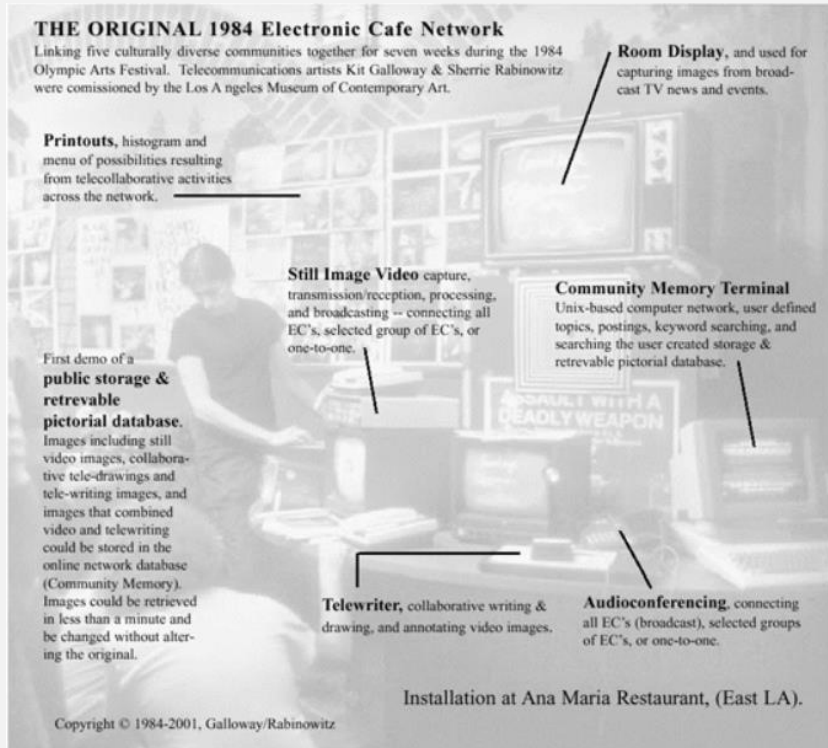 THE ORIGINAL 1984 Electronic Cafe Network
Linking five culturally diverse communities together for seven weeks during the 1984
Olympic Arts Festival. Telecommunications artists Kit Galloway & Sherrie Rabinowitz
were comissioned by the Los A ngeles Museum of Contemporary Art.
Room Display, and used for
capturing images from broad-
cast TV news and events.
Printouts, histogram and
menu of possibilities resulting
from telecollaborative activities
across the network.
Still Image Video capture,
transmission/reception, processing,
and broadcasting -- connecting all
EC's, selected group of EC's, or
one-to-one.
Community Memory Terminal
Unix-based computer network, user defined
topics, postings, keyword searching, and
searching the user created storage &
retrevable pictorial database.
First demo of a
public storage &
retrevable
pictorial database.
Images including still
video images, collabora-
tive tele-drawings and
tele-writing images, and
images that combined
video and telewriting
could be stored in the
online network database
(Community Memory).
Images could be retrieved
in less than a minute and
be changed without alter-
ing the original.
ASSAULT WITH A
DEADLY WEAPON
Telewriter, collaborative writing &
drawing, and annotating video images.
Audioconferencing, connecting
all EC's (broadcast), selected groups
of EC's, or one-to-one.
Installation at Ana Maria Restaurant, (East LA).
Copyright © 1984-2001, Galloway/Rabinowitz